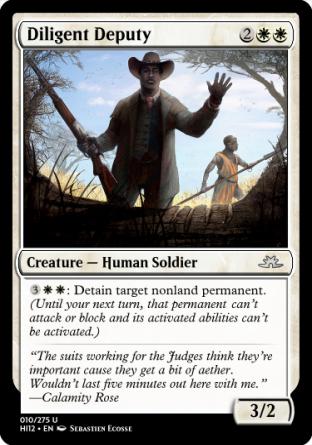 Diligent Deputy 2
Creature — Human Soldier
3: Detain target nonland permanent.
(Until your next turn, that permanent can't
attack or block and its activated abilities can't
be activated.)
"The suits working for the Judges think they're
important cause they get a bit of aether.
Wouldn't last five minutes out here with me."
—Calamity Rose
3/2
010/275 U
HI12 • EN Sebastien Ecosse